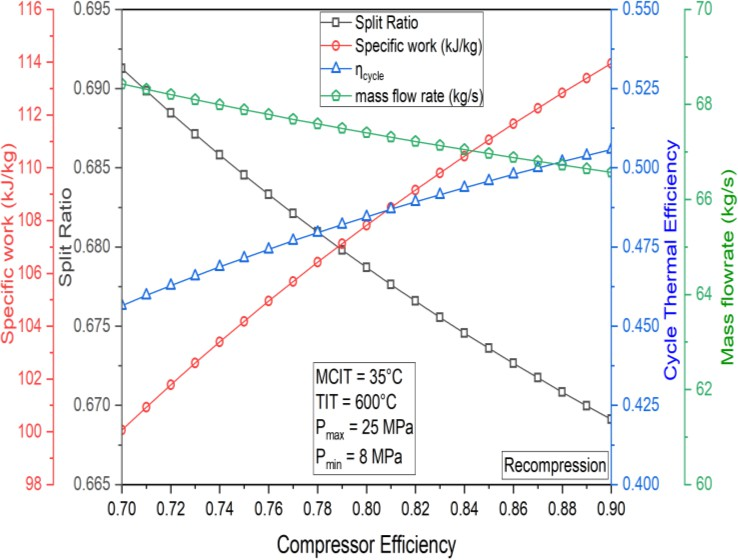 Split Ratio
Specific work (kJ/kg)
ηcycle
mass flow rate (kg/s)
116
114
112
110
108
106
104
102
100
98
Specific work (kJ/kg)
0.695
0.690
0.685
0.680
0.675
0.670
0.665
Split Ratio
0.550
0.525
0.500
0.475
0.450
0.425
0.400
Cycle Thermal Efficiency
70
68
66
64
62
60
Mass flowrate (kg/s)
MCIT = 35°C
TIT = 600°C
Pmax = 25 MPa
Pmin = 8 MPa
Recompression
0.70 0.72 0.74 0.76 0.78 0.80 0.82 0.84 0.86 0.88 0.90
Compressor Efficiency